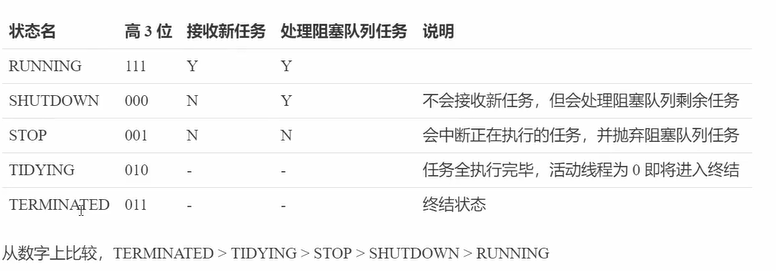 状态名 高 3 位 接收新任务 处理阻塞队列任务 说明
RUNNING 111 Y Y
SHUTDOWN 000 N Y 不会接收新任务，但会处理阻塞队列剩余任务
STOP 001 N N 会中断正在执行的任务，并抛弃阻塞队列任务
TIDYING 010 - - 任务全执行完毕，活动线程为 0 即将进入终结
TERMINATED 011 - - 终结状态
从数字上比较，TERMINATED > TIDYING > STOP > SHUTDOWN > RUNNING